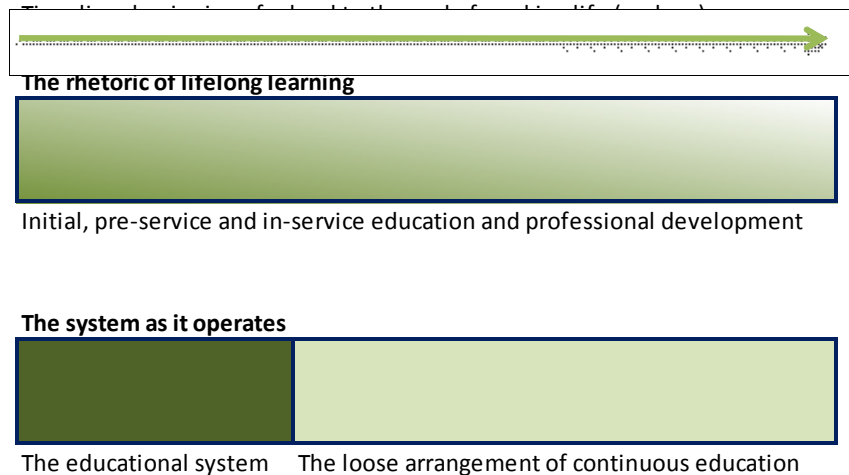 The rhetoric of lifelong learning
Initial, pre-service and in-service education and professional development
The system as it operates
The educational system The loose arrangement of continuous education